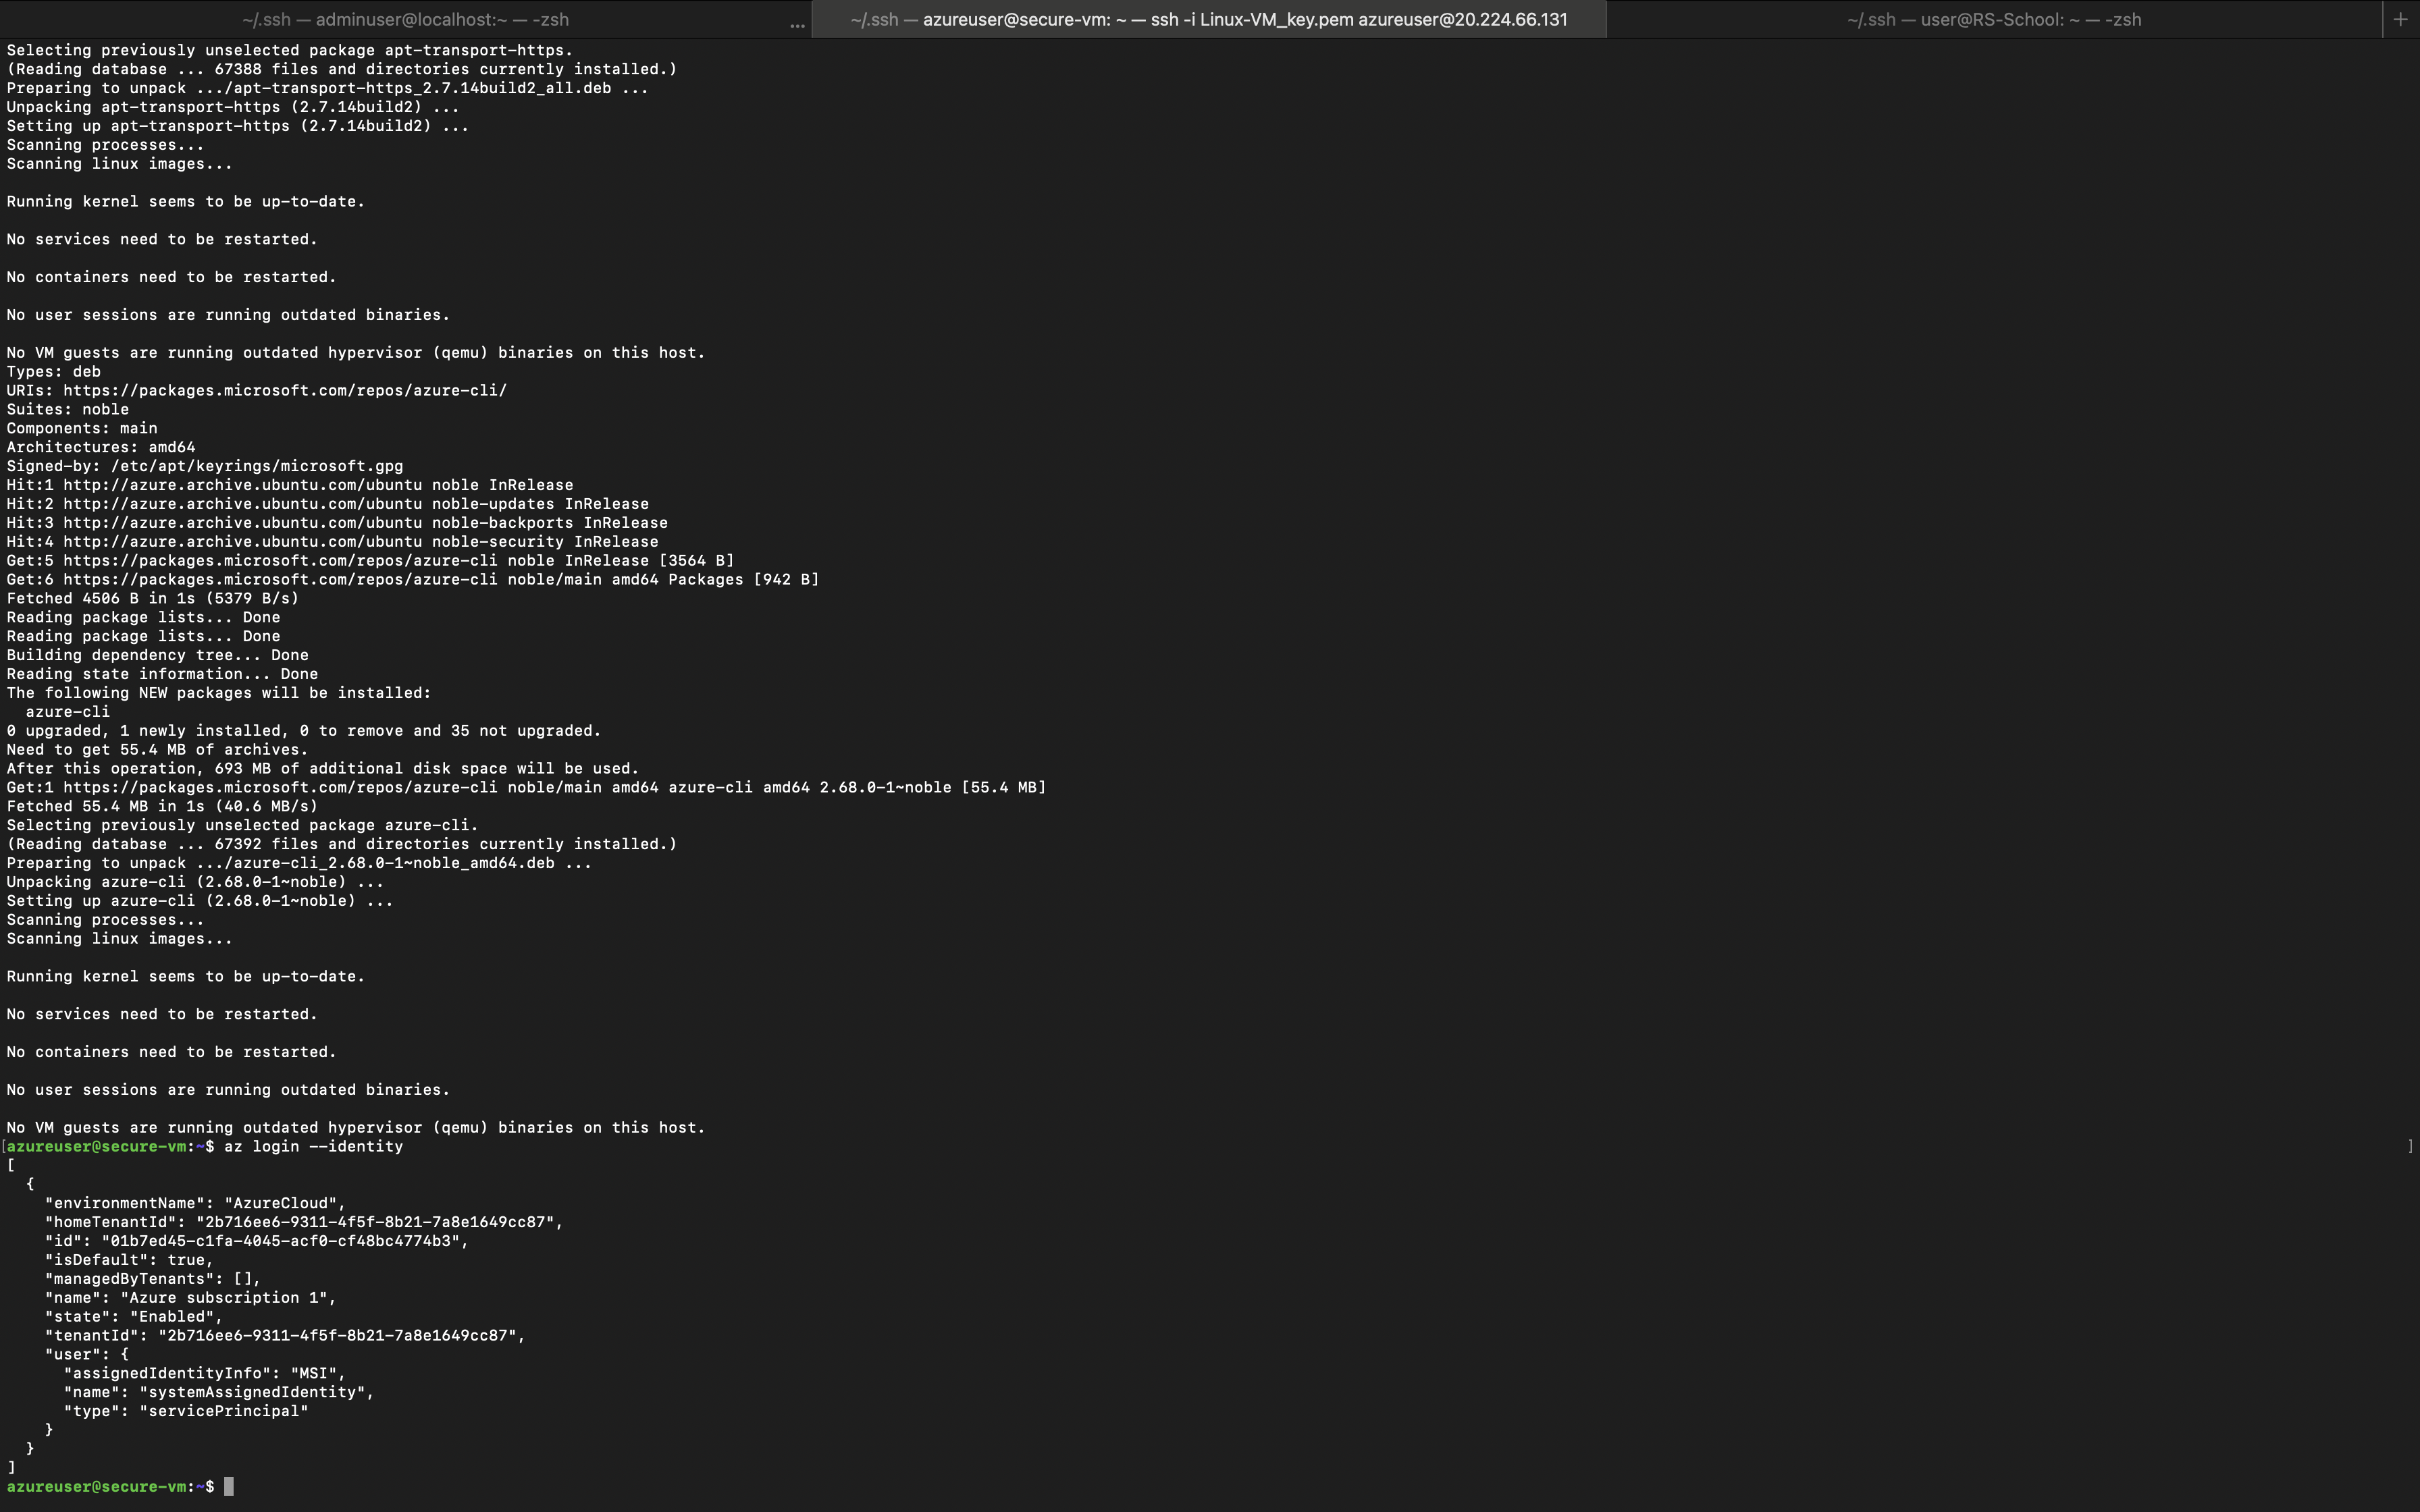 ~/.ssh — adminuser@localhost:~ — -zsh
...
~/.ssh — azureuser@secure-vm: ~ — ssh -i Linux-VM_key.pem azureuser@20.224.66.131
~/.ssh — user@RS-School: ~ — -zsh
+
Selecting previously unselected package apt-transport-https.
(Reading database ... 67388 files and directories currently installed.)
Preparing to unpack .../apt-transport-https_2.7.14build2_all.deb ...
Unpacking apt-transport-https (2.7.14build2) ...
Setting up apt-transport-https (2.7.14build2) ...
Scanning processes...
Scanning linux images...
Running kernel seems to be up-to-date.
No services need to be restarted.
No containers need to be restarted.
No user sessions are running outdated binaries.
No VM guests are running outdated hypervisor (qemu) binaries on this host.
Types: deb
URIs: https://packages.microsoft.com/repos/azure-cli/
Suites: noble
Components: main
Architectures: amd64
Signed-by: /etc/apt/keyrings/microsoft.gpg
Hit:1 http://azure.archive.ubuntu.com/ubuntu noble InRelease
Hit:2 http://azure.archive.ubuntu.com/ubuntu noble-updates InRelease
Hit:3 http://azure.archive.ubuntu.com/ubuntu noble-backports InRelease
Hit:4 http://azure.archive.ubuntu.com/ubuntu noble-security InRelease
Get:5 https://packages.microsoft.com/repos/azure-cli noble InRelease [3564 B]
Get:6 https://packages.microsoft.com/repos/azure-cli noble/main amd64 Packages [942 B]
Fetched 4506 B in 1s (5379 B/s)
Reading package lists... Done
Reading package lists... Done
Building dependency tree... Done
Reading state information... Done
The following NEW packages will be installed:
  azure-cli
0 upgraded, 1 newly installed, 0 to remove and 35 not upgraded.
Need to get 55.4 MB of archives.
After this operation, 693 MB of additional disk space will be used.
Get:1 https://packages.microsoft.com/repos/azure-cli noble/main amd64 azure-cli amd64 2.68.0-1~noble [55.4 MB]
Fetched 55.4 MB in 1s (40.6 MB/s)
Selecting previously unselected package azure-cli.
(Reading database ... 67392 files and directories currently installed.)
Preparing to unpack .../azure-cli_2.68.0-1~noble_amd64.deb ...
Unpacking azure-cli (2.68.0-1~noble) ...
Setting up azure-cli (2.68.0-1~noble) ...
Scanning processes...
Scanning linux images...
Running kernel seems to be up-to-date.
No services need to be restarted.
No containers need to be restarted.
No user sessions are running outdated binaries.
No VM guests are running outdated hypervisor (qemu) binaries on this host.
[azureuser@secure-vm:~$ az login --identity ]
[
  {
    "environmentName": "AzureCloud",
    "homeTenantId": "2b716ee6-9311-4f5f-8b21-7a8e1649cc87",
    "id": "01b7ed45-c1fa-4045-acf0-cf48bc4774b3",
    "isDefault": true,
    "managedByTenants": [],
    "name": "Azure subscription 1",
    "state": "Enabled",
    "tenantId": "2b716ee6-9311-4f5f-8b21-7a8e1649cc87",
    "user": {
      "assignedIdentityInfo": "MSI",
      "name": "systemAssignedIdentity",
      "type": "servicePrincipal"
    }
  }
]
azureuser@secure-vm:~$